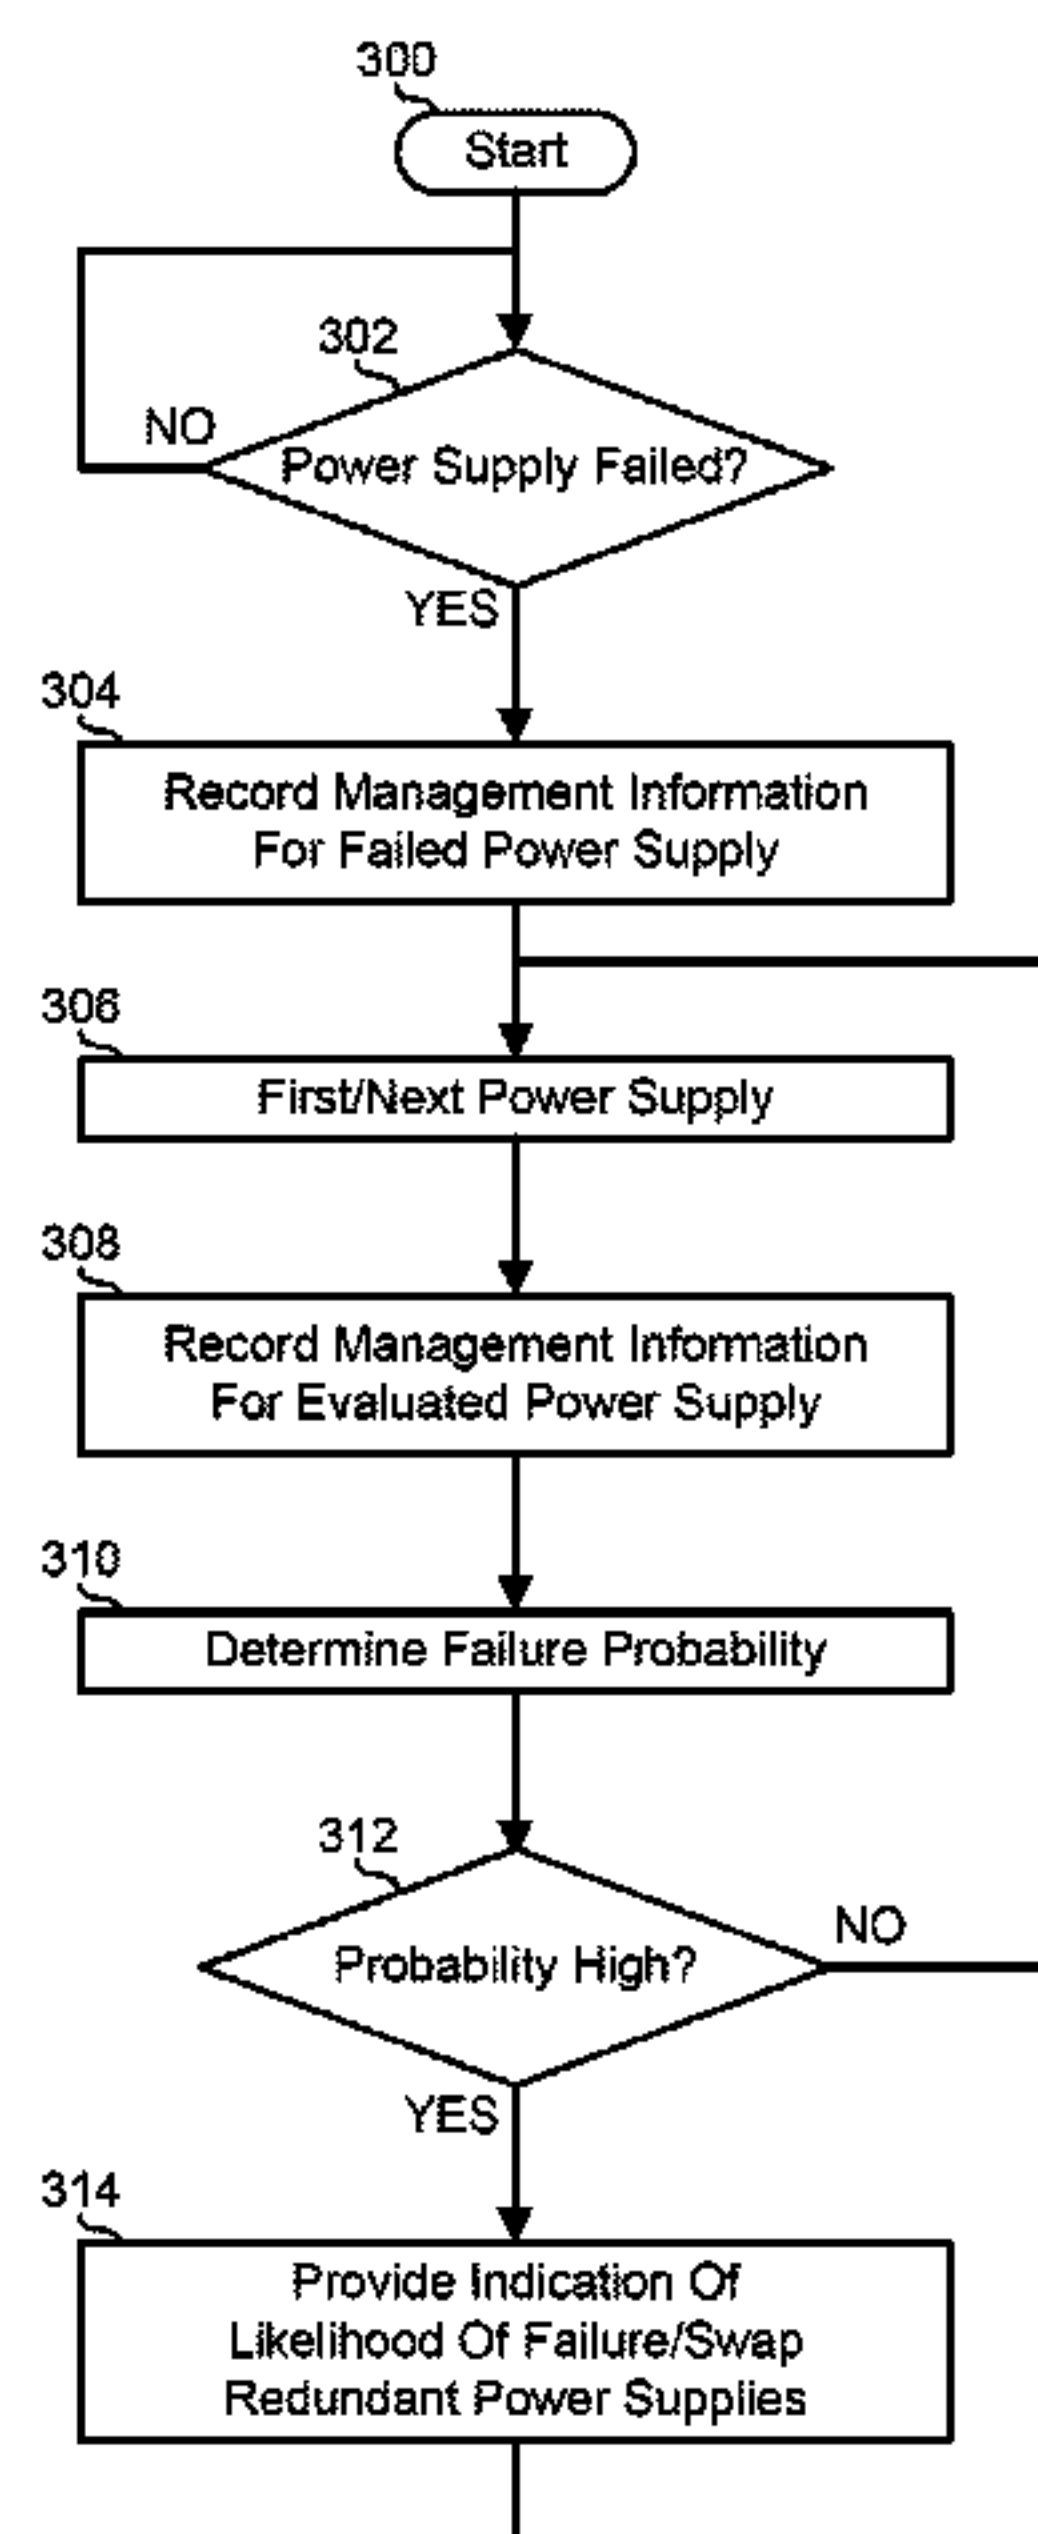 300
Start
302
NO
Power Supply Failed?
YES
304
Record Management Information
For Failed Power Supply
306
First/Next Power Supply
308
Record Management Information
For Evaluated Power Supply
310
Determine Failure Probability
312
NO
Probability High?
YES
314
Provide Indication Of
Likelihood Of Failure/Swap
Redundant Power Supplies